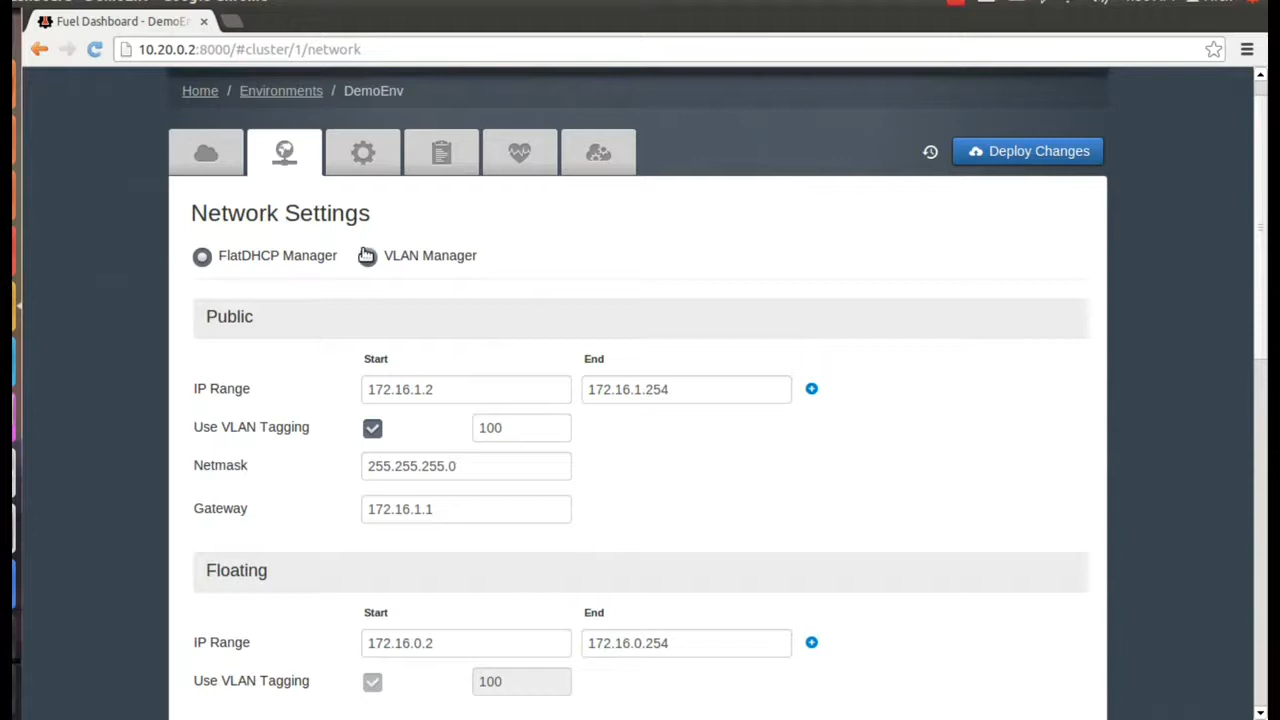 Fuel Dashboard - DemoEn
10.20.0.2:8000/#cluster/1/network
Home / Environments / DemoEnv
Deploy Changes
Network Settings
FlatDHCP Manager VLAN Manager
Public
Start End
IP Range 172.16.1.2 172.16.1.254
Use VLAN Tagging 100
Netmask 255.255.255.0
Gateway 172.16.1.1
Floating
Start End
IP Range 172.16.0.2 172.16.0.254
Use VLAN Tagging 100